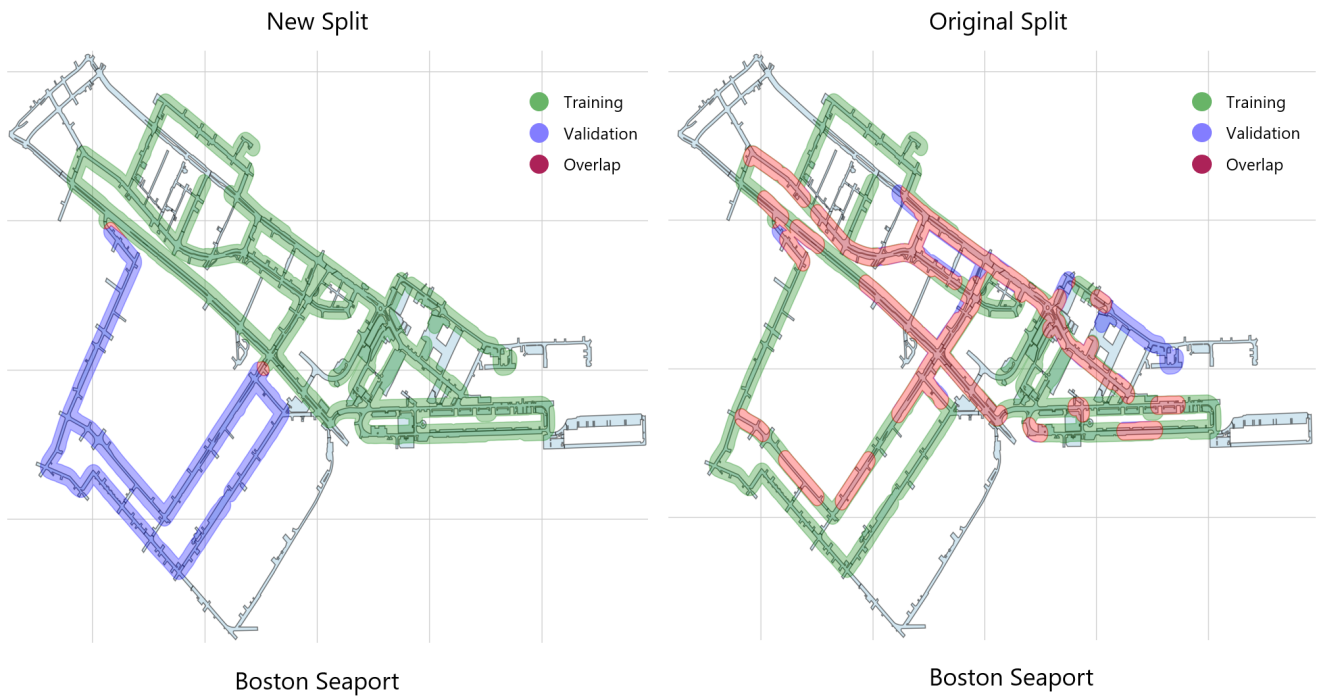 New Split
Training
Validation
Overlap
Boston Seaport
Original Split
Training
Validation
Overlap
Boston Seaport